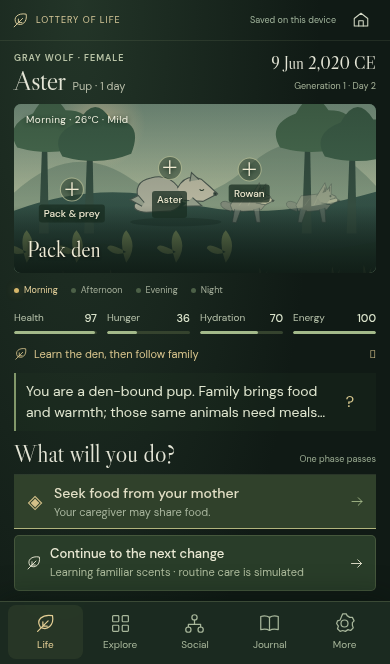 LOTTERY OF LIFE
Saved on this device
GRAY WOLF · FEMALE
9 Jun 2,020 CE
Aster Pup · 1 day
Generation 1 · Day 2
Morning · 26°C · Mild
Aster
Rowan
Pack & prey
Pack den
Morning
Afternoon
Evening
Night
Health 97
Hunger 36
Hydration 70
Energy 100
Learn the den, then follow family
You are a den-bound pup. Family brings food
and warmth; those same animals need meals...
?
What will you do?
One phase passes
Seek food from your mother
Your caregiver may share food.
Continue to the next change
Learning familiar scents · routine care is simulated
Life
Explore
Social
Journal
More